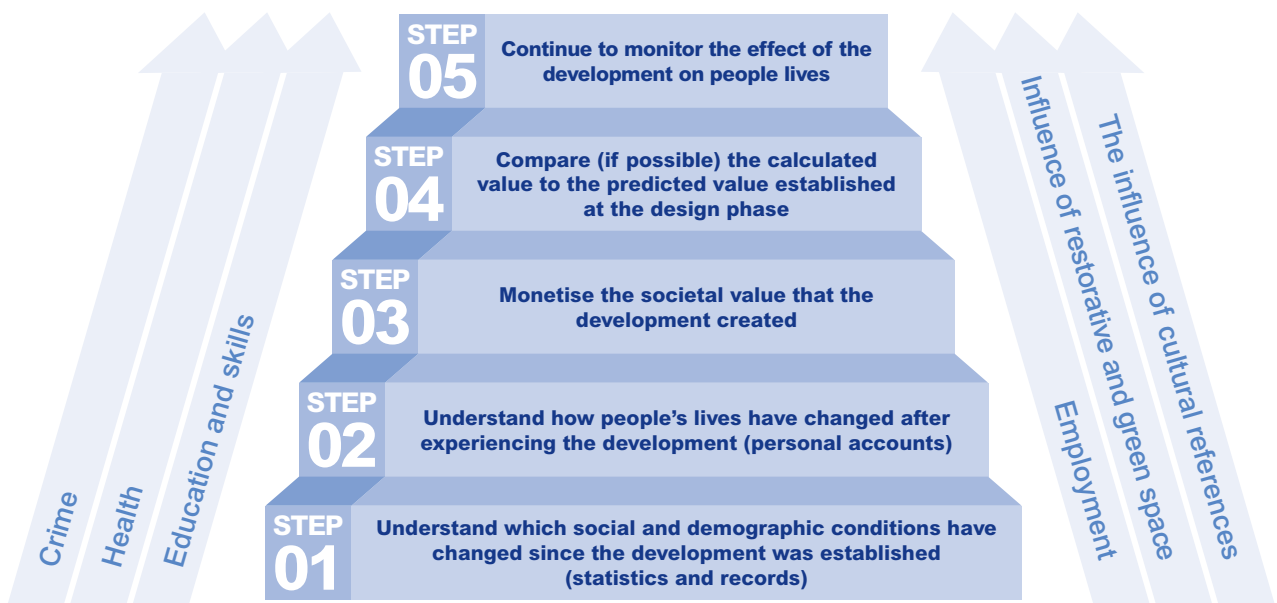 STEP
05
Continue to monitor the effect of the
development on people lives
STEP
04
Compare (if possible) the calculated
value to the predicted value established
at the design phase
STEP
03
Monetise the societal value that the
development created
STEP
02
Understand how people’s lives have changed after
experiencing the development (personal accounts)
STEP
01
Understand which social and demographic conditions have
changed since the development was established
(statistics and records)
Crime
Health
Education and skills
Employment
Influence of restorative and green space
The influence of cultural references